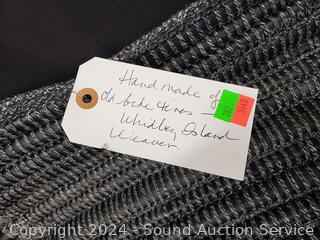 Handmade of
old bike tires -
Whidbey Island
Weaver
Copyright 2024 - Sound Auction Service